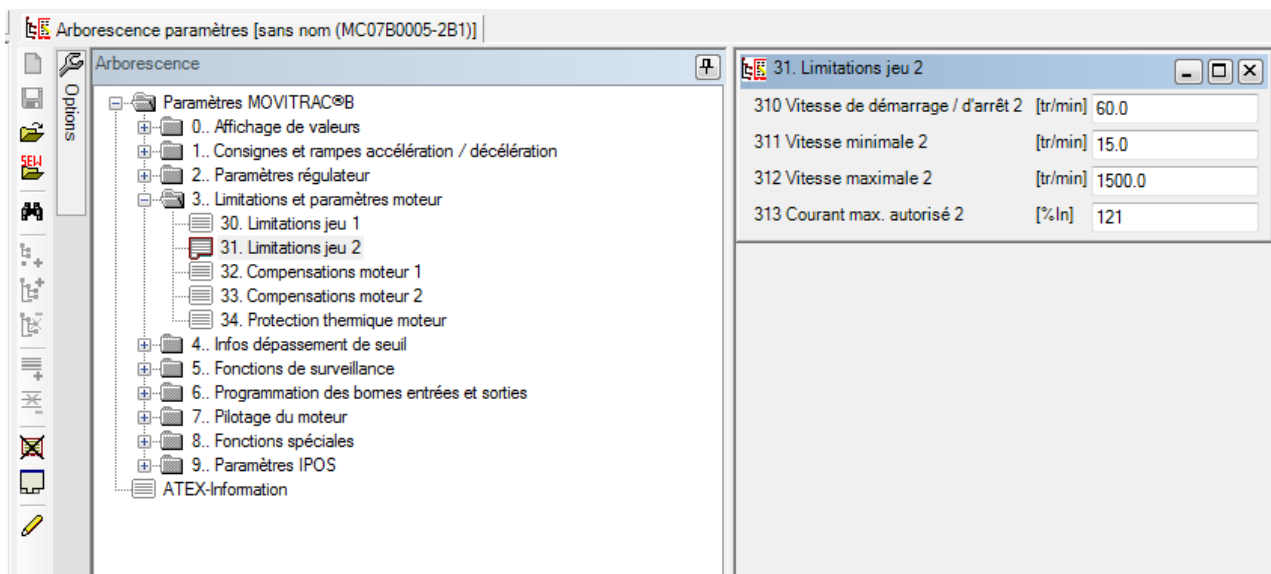 Arborescence paramètres [sans nom (MC07B0005-2B1)]
Options
SEW
Arborescence
Paramètres MOVITRAC®B
0.. Affichage de valeurs
1.. Consignes et rampes accélération / décélération
2.. Paramètres régulateur
3.. Limitations et paramètres moteur
30. Limitations jeu 1
31. Limitations jeu 2
32. Compensations moteur 1
33. Compensations moteur 2
34. Protection thermique moteur
4.. Infos dépassement de seuil
5.. Fonctions de surveillance
6.. Programmation des bornes entrées et sorties
7.. Pilotage du moteur
8.. Fonctions spéciales
9.. Paramètres IPOS
ATEX-Information
31. Limitations jeu 2
310 Vitesse de démarrage / d'arrêt 2 [tr/min] 60.0
311 Vitesse minimale 2 [tr/min] 15.0
312 Vitesse maximale 2 [tr/min] 1500.0
313 Courant max. autorisé 2 [%In] 121